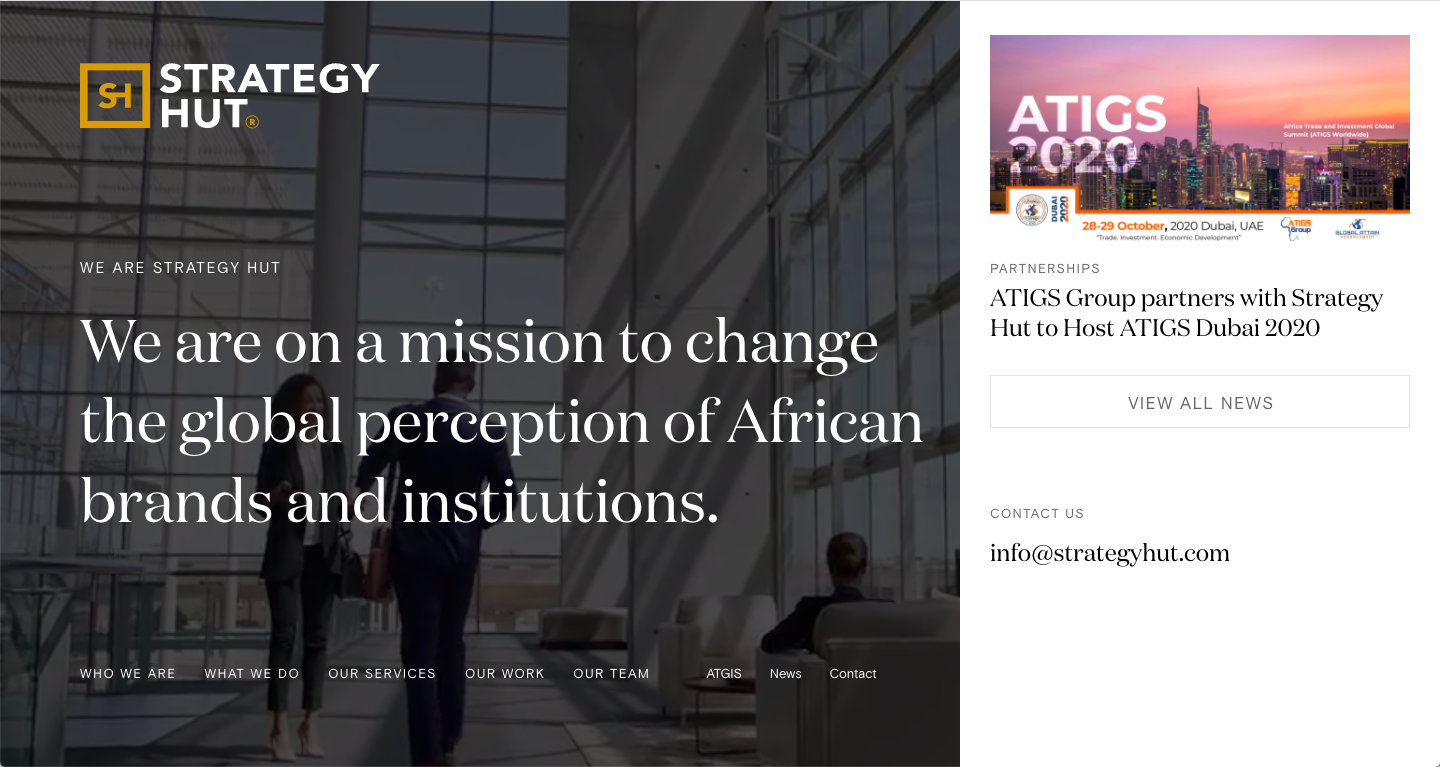 SH
STRATEGY
HUT®
WE ARE STRATEGY HUT
We are on a mission to change
the global perception of African
brands and institutions.
WHO WE ARE WHAT WE DO OUR SERVICES OUR WORK OUR TEAM ATGIS News Contact
ATIGS
2020
Africa Trade and Investment Global
Summit (ATIGS Worldwide)
DUBAI
2020
28-29 October, 2020 Dubai, UAE
"Trade. Investment. Economic Development"
ATIGS
Group
GLOBAL ATTAIN
ADVANCEMENT
PARTNERSHIPS
ATIGS Group partners with Strategy
Hut to Host ATIGS Dubai 2020
VIEW ALL NEWS
CONTACT US
info@strategyhut.com